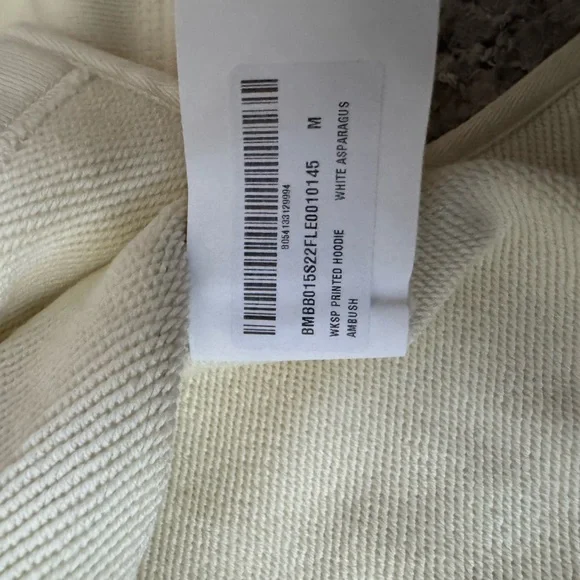 8054133129994
BMBB015S22FLE0010145 M
WKSP PRINTED HOODIE WHITE ASPARAGUS
AMBUSH